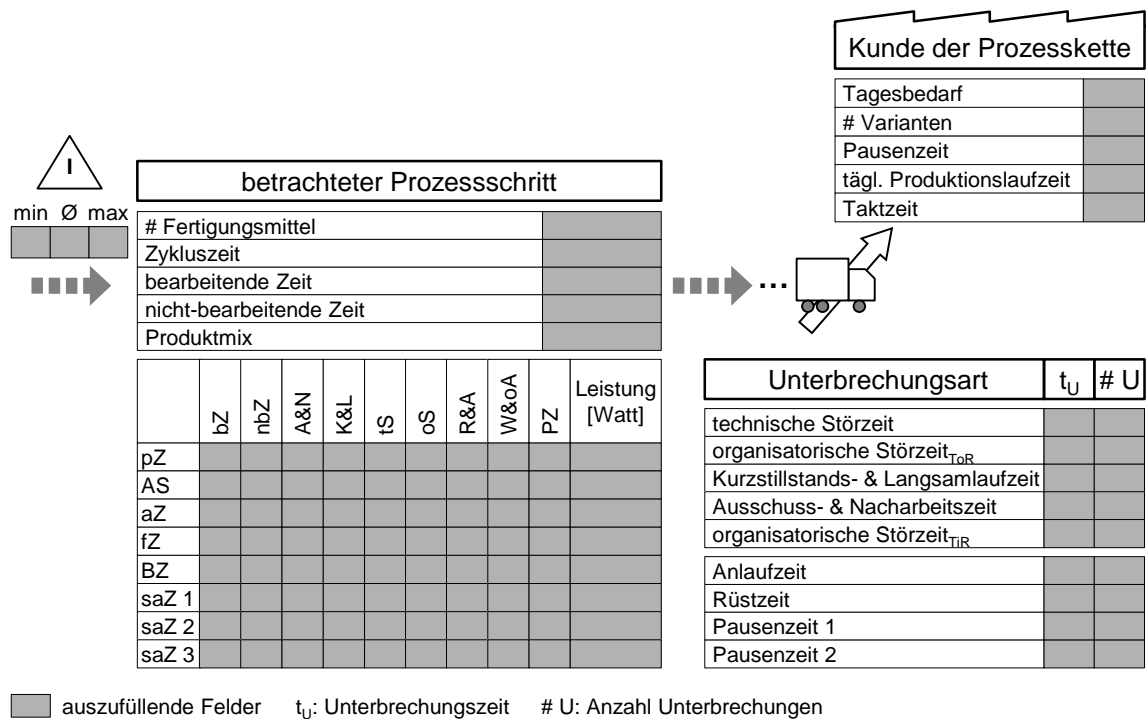 Kunde der Prozesskette
Tagesbedarf
# Varianten
Pausenzeit
tägl. Produktionslaufzeit
Taktzeit
I
min Ø max
betrachteter Prozessschritt
# Fertigungsmittel
Zykluszeit
bearbeitende Zeit
nicht-bearbeitende Zeit
Produktmix
...
bZ nbZ A&N K&L tS oS R&A W&oA PZ Leistung
[Watt]
pZ
AS
aZ
fZ
BZ
saZ 1
saZ 2
saZ 3
Unterbrechungsart tU # U
technische Störzeit
organisatorische StörzeitToR
Kurzstillstands- & Langsamlaufzeit
Ausschuss- & Nacharbeitszeit
organisatorische StörzeitTiR
Anlaufzeit
Rüstzeit
Pausenzeit 1
Pausenzeit 2
auszufüllende Felder tU: Unterbrechungszeit # U: Anzahl Unterbrechungen